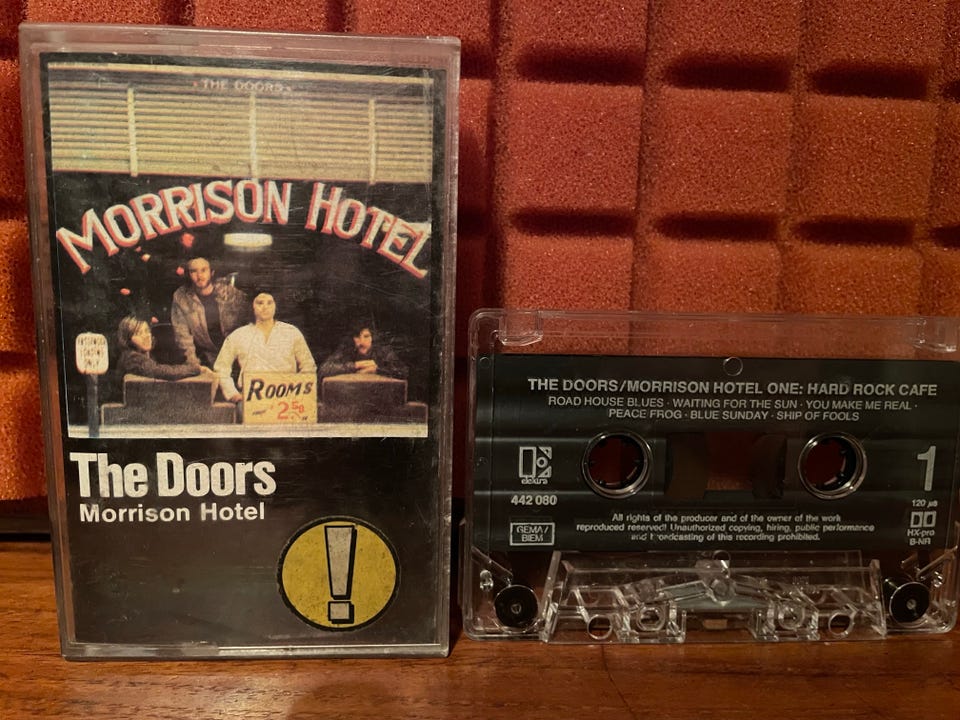 THE DOORS
MORRISON HOTEL
PASSENGER
LOADING
ONLY
ROOMS
2.50
The Doors
Morrison Hotel
!
THE DOORS/MORRISON HOTEL ONE: HARD ROCK CAFE
ROAD HOUSE BLUES · WAITING FOR THE SUN · YOU MAKE ME REAL ·
PEACE FROG · BLUE SUNDAY · SHIP OF FOOLS
elektra
1
442 080
120 µs
GEMA/
BIEM
All rights of the producer and of the owner of the work
reproduced reserved! Unauthorized copying, hiring, public performance
and broadcasting of this recording prohibited.
HX-pro
B-NR